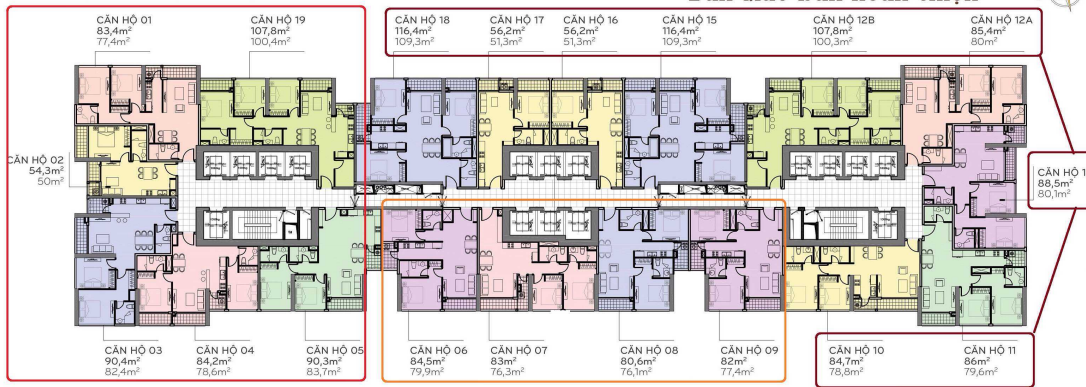 CĂN HỘ 01
83,4m²
77,4m²
CĂN HỘ 19
107,8m²
100,4m²
CĂN HỘ 18
116,4m²
109,3m²
CĂN HỘ 17
56,2m²
51,3m²
CĂN HỘ 16
56,2m²
51,3m²
CĂN HỘ 15
116,4m²
109,3m²
CĂN HỘ 12B
107,8m²
100,3m²
CĂN HỘ 12A
85,4m²
80m²
CĂN HỘ 02
54,3m²
50m²
CĂN HỘ 1
88,5m²
80,1m²
CĂN HỘ 03
90,4m²
82,4m²
CĂN HỘ 04
84,2m²
78,6m²
CĂN HỘ 05
90,3m²
83,7m²
CĂN HỘ 06
84,5m²
79,9m²
CĂN HỘ 07
83m²
76,3m²
CĂN HỘ 08
80,6m²
76,1m²
CĂN HỘ 09
82m²
77,4m²
CĂN HỘ 10
84,7m²
78,8m²
CĂN HỘ 11
86m²
79,6m²